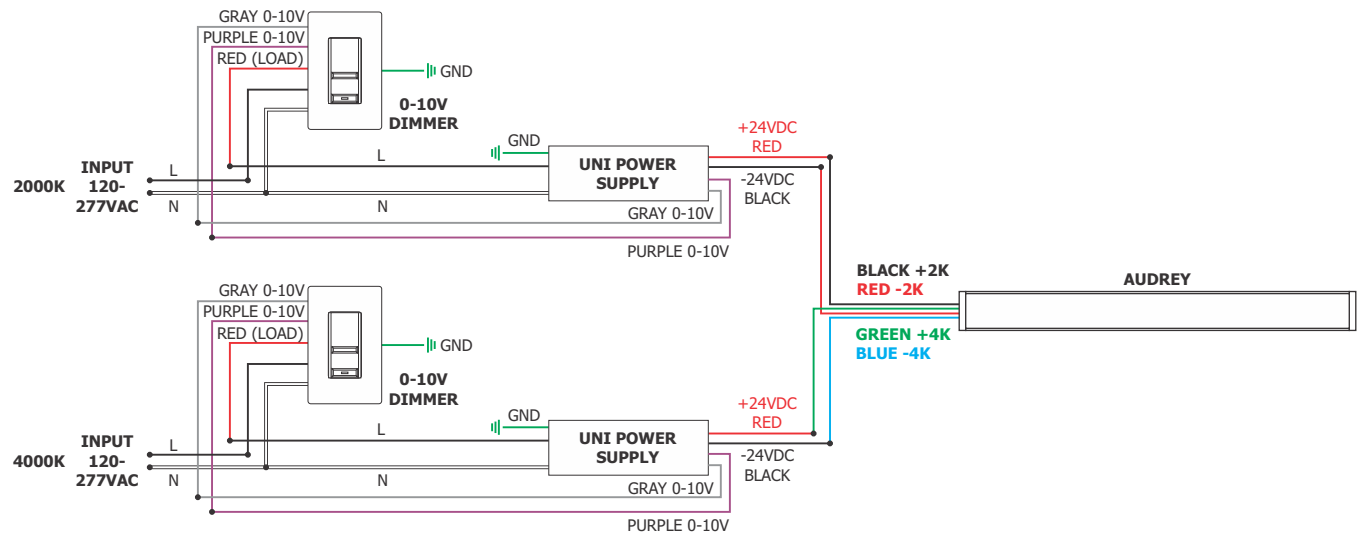 GRAY 0-10V
PURPLE 0-10V
RED (LOAD)
GND
0-10V
DIMMER
2000K
INPUT
120-
277VAC
L
N
L
N
GND
UNI POWER
SUPPLY
+24VDC
RED
-24VDC
BLACK
GRAY 0-10V
PURPLE 0-10V
BLACK +2K
RED -2K
GREEN +4K
BLUE -4K
AUDREY
GRAY 0-10V
PURPLE 0-10V
RED (LOAD)
GND
0-10V
DIMMER
4000K
INPUT
120-
277VAC
L
N
L
N
GND
UNI POWER
SUPPLY
+24VDC
RED
-24VDC
BLACK
GRAY 0-10V
PURPLE 0-10V